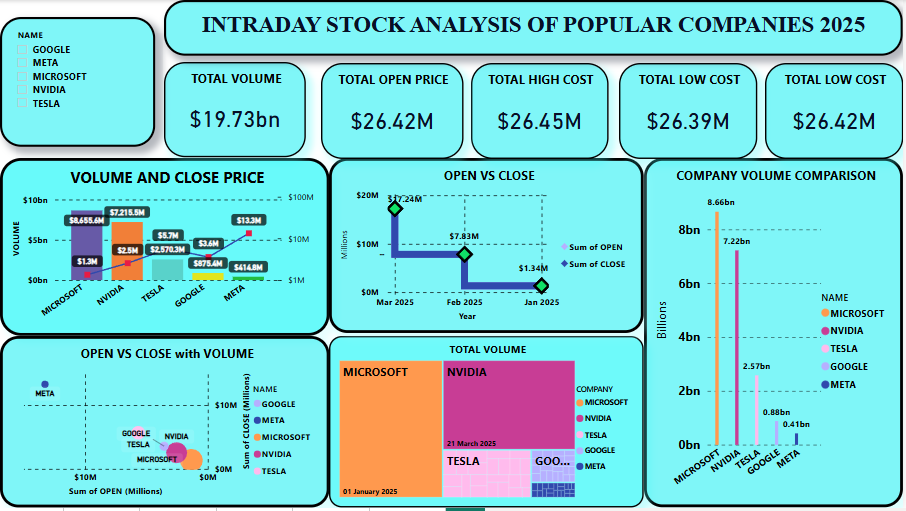 INTRADAY STOCK ANALYSIS OF POPULAR COMPANIES 2025
NAME
GOOGLE
META
MICROSOFT
NVIDIA
TESLA
TOTAL VOLUME
$19.73bn
TOTAL OPEN PRICE
$26.42M
TOTAL HIGH COST
$26.45M
TOTAL LOW COST
$26.39M
TOTAL LOW COST
$26.42M
VOLUME AND CLOSE PRICE
$10bn
$5bn
$0bn
VOLUME
$100M
$10M
$1M
$8,655.6M
$7,215.5M
$5.7M
$2,570.3M
$3.6M
$875.4M
$13.3M
$414.8M
$1.3M
$2.5M
MICROSOFT
NVIDIA
TESLA
GOOGLE
META
OPEN VS CLOSE
$20M
$10M
$0M
Millions
$17.24M
$7.83M
$1.34M
Mar 2025
Feb 2025
Jan 2025
Year
Sum of OPEN
Sum of CLOSE
COMPANY VOLUME COMPARISON
8bn
6bn
4bn
2bn
0bn
Billions
8.66bn
7.22bn
2.57bn
0.88bn
0.41bn
MICROSOFT
NVIDIA
TESLA
GOOGLE
META
NAME
MICROSOFT
NVIDIA
TESLA
GOOGLE
META
OPEN VS CLOSE with VOLUME
META
GOOGLE
TESLA
NVIDIA
MICROSOFT
$10M
$0M
Sum of OPEN (Millions)
$10M
$0M
Sum of CLOSE (Millions)
NAME
GOOGLE
META
MICROSOFT
NVIDIA
TESLA
TOTAL VOLUME
MICROSOFT
01 January 2025
NVIDIA
21 March 2025
TESLA
GOO...
COMPANY
MICROSOFT
NVIDIA
TESLA
GOOGLE
META